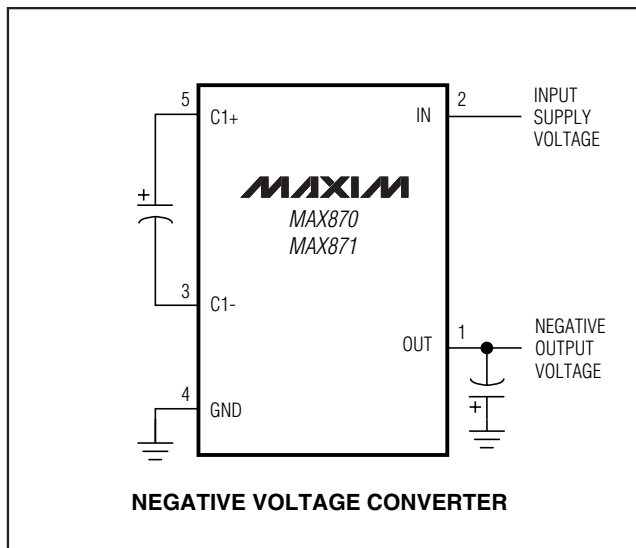 5
C1+
IN
2
INPUT
SUPPLY
VOLTAGE
+
MAXIM
MAX870
MAX871
3
C1-
OUT
1
NEGATIVE
OUTPUT
VOLTAGE
4
GND
+
NEGATIVE VOLTAGE CONVERTER